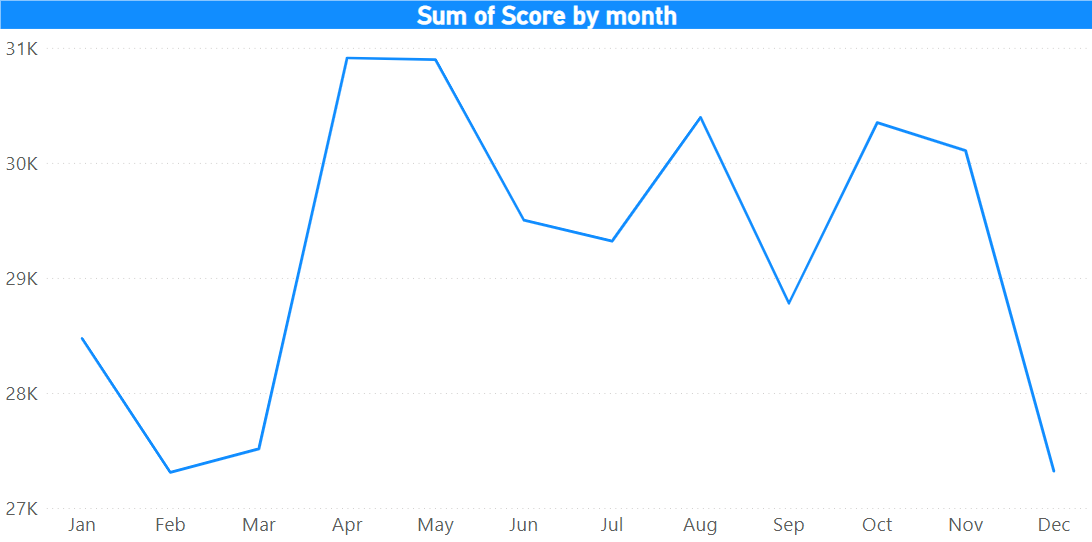 Sum of Score by month
31K
30K
29K
28K
27K
Jan Feb Mar Apr May Jun Jul Aug Sep Oct Nov Dec